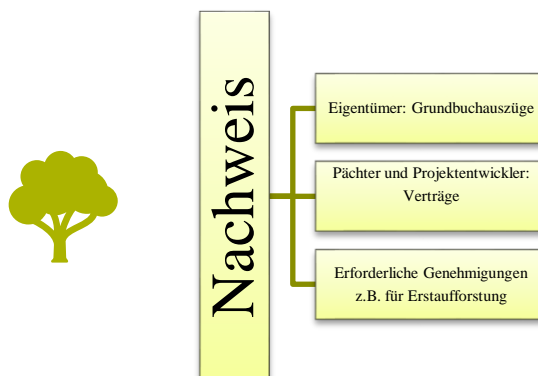 Nachweis
Eigentümer: Grundbuchauszüge
Pächter und Projektentwickler:
Verträge
Erforderliche Genehmigungen
z.B. für Erstaufforstung